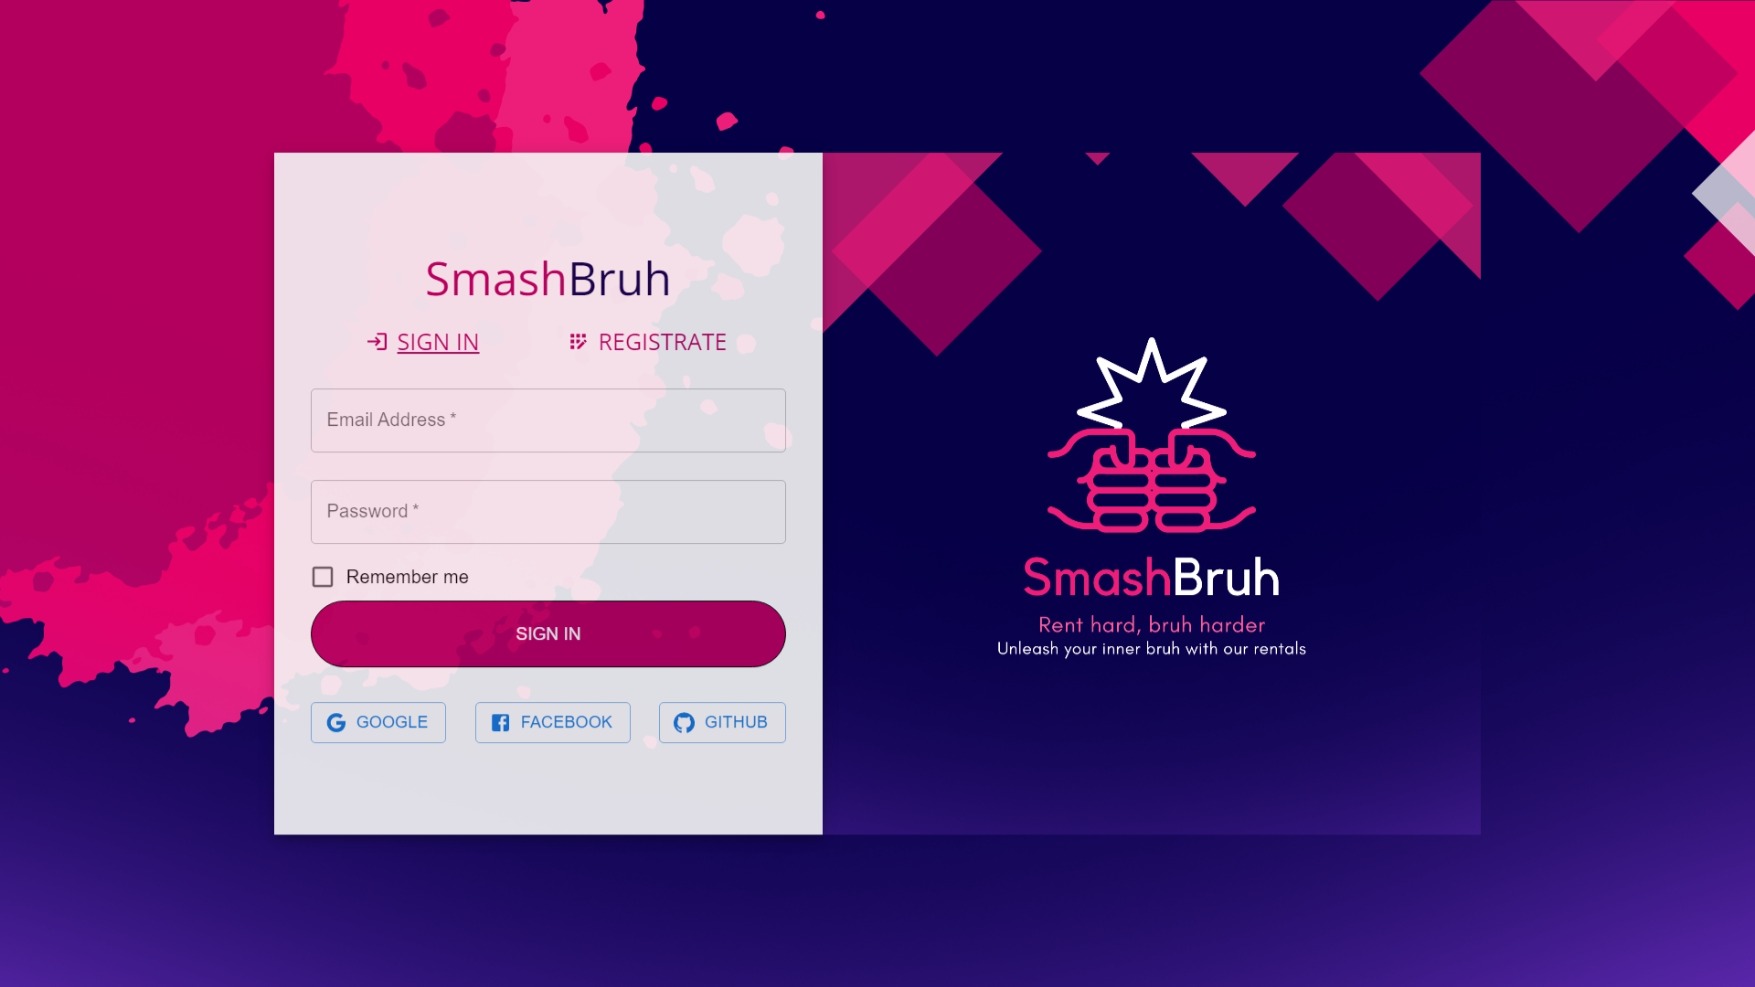 SmashBruh
SIGN IN
REGISTRATE
Email Address *
Password *
Remember me
SIGN IN
GOOGLE
FACEBOOK
GITHUB
SmashBruh
Rent hard, bruh harder
Unleash your inner bruh with our rentals